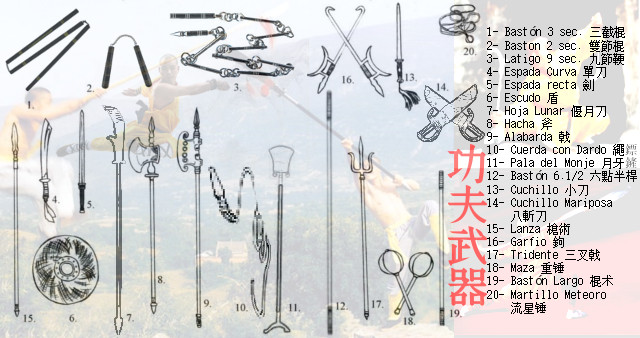 1.
2.
3.
16.
13.
20.
14.
15.
4.
5.
6.
7.
8.
9.
10.
11.
12.
17.
18.
19.
功夫武器
1- Bastón 3 sec. 三截棍
2- Baston 2 sec. 雙節棍
3- Latigo 9 sec. 九節鞭
4- Espada Curva 單刀
5- Espada recta 劍
6- Escudo 盾
7- Hoja Lunar 偃月刀
8- Hacha 斧
9- Alabarda 戟
10- Cuerda con Dardo 繩鏢
11- Pala del Monje 月牙鏟
12- Bastón 6.1/2 六點半桿
13- Cuchillo 小刀
14- Cuchillo Mariposa
八斬刀
15- Lanza 槍術
16- Garfio 鉤
17- Tridente 三叉戟
18- Maza 重锤
19- Bastón Largo 棍术
20- Martillo Meteoro
流星锤